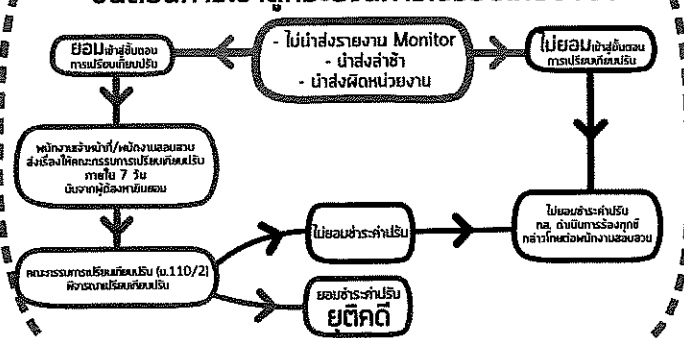 - ไม่นำส่งรายงาน Monitor
- นำส่งล่าช้า
- นำส่งผิดหน่วยงาน
ยอมเข้าสู่ขั้นตอน
การเปรียบเทียบปรับ
ไม่ยอมเข้าสู่ขั้นตอน
การเปรียบเทียบปรับ
พนักงานเจ้าหน้าที่/พนักงานสอบสวน
ส่งเรื่องให้คณะกรรมการเปรียบเทียบปรับ
ภายใน 7 วัน
นับจากผู้ต้องหายินยอม
คณะกรรมการเปรียบเทียบปรับ (ม.110/2)
พิจารณาเปรียบเทียบปรับ
ไม่ยอมชำระค่าปรับ
ยอมชำระค่าปรับ
ยุติคดี
ไม่ยอมชำระค่าปรับ
ทส. ดำเนินการร้องทุกข์
กล่าวโทษต่อพนักงานสอบสวน